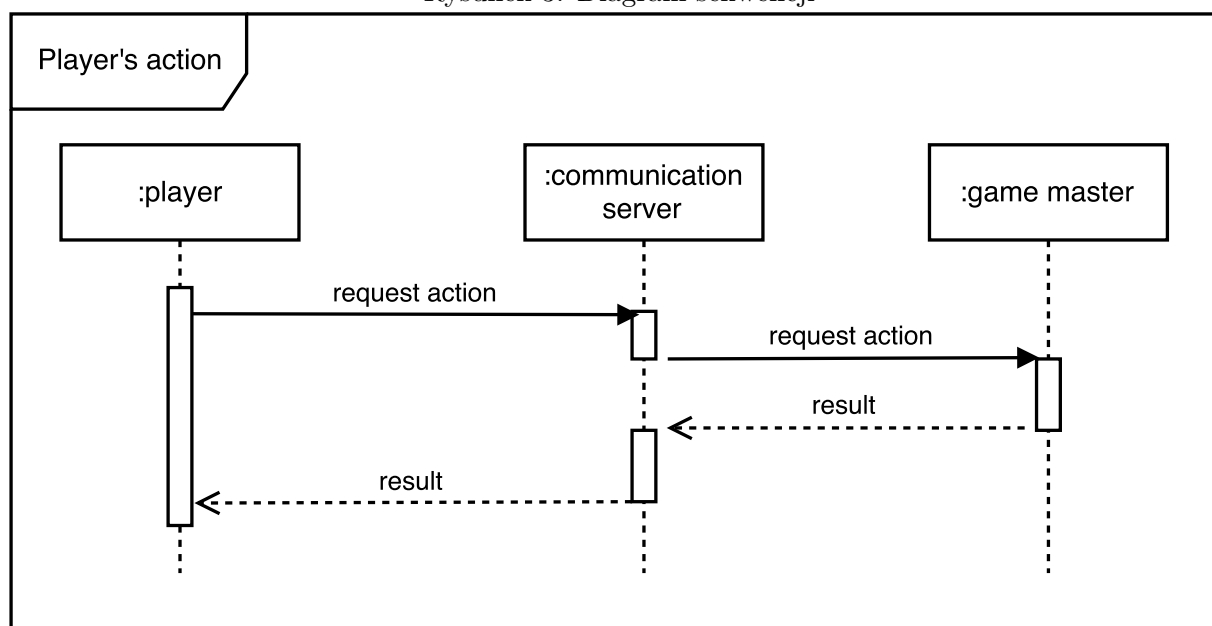 Player's action
:player
:communication
server
:game master
request action
request action
result
result